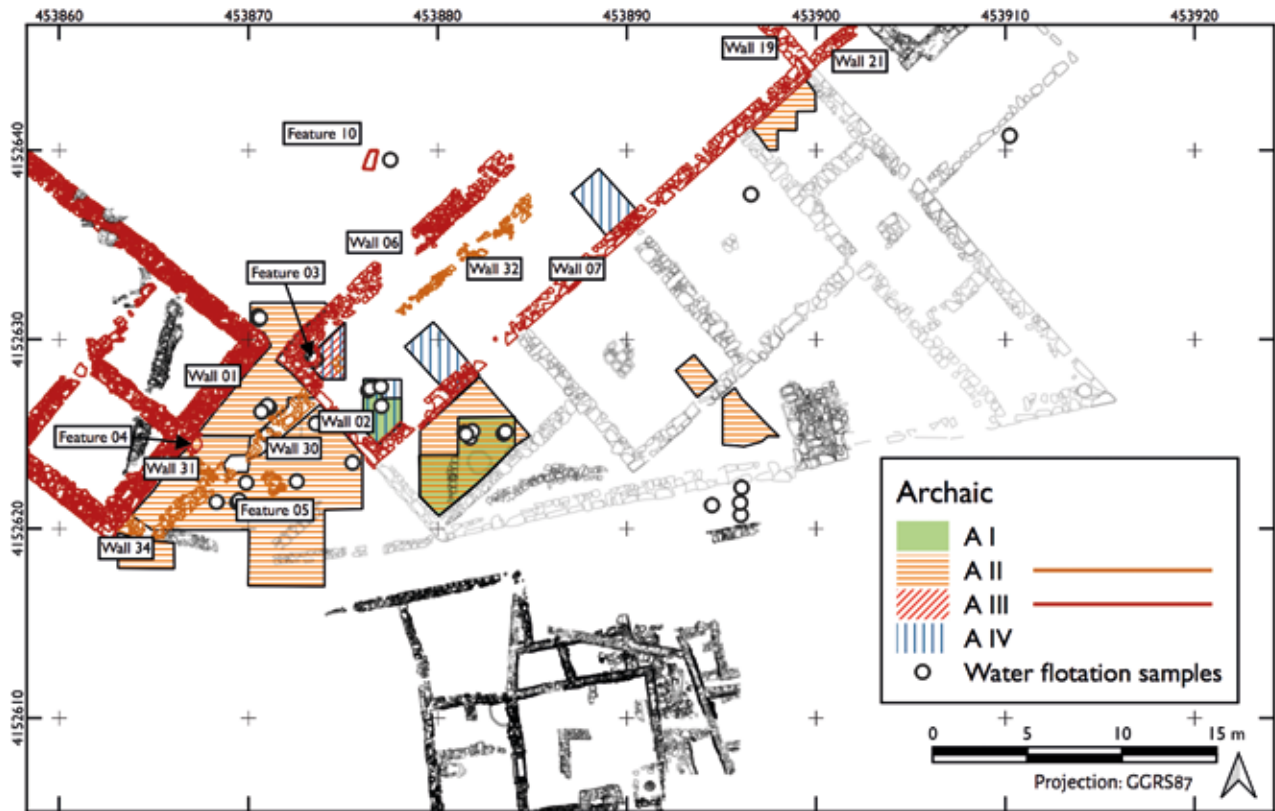 453860 453870 453880 453890 453900 453910 453920
Wall 19
Wall 21
Feature 10
4152640
Wall 06
Feature 03
Wall 32
Wall 07
4152630
Wall 01
Wall 02
Feature 04
Wall 30
Wall 31
Feature 05
4152620
Wall 34
4152610
Archaic
A I
A II
A III
A IV
Water flotation samples
0 5 10 15 m
Projection: GGRS87